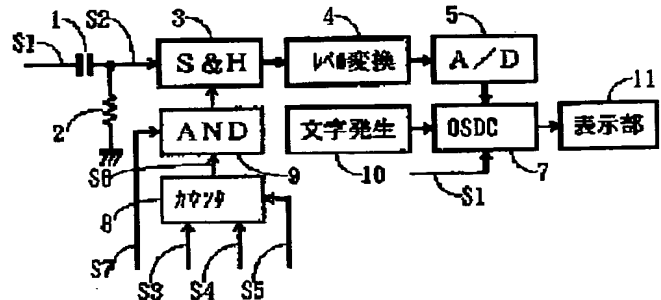 S1 1 S2 3 4 5
S&H レベル変換 A/D 11
2 AND 文字発生 OSDC 表示部
S6 9 10 S1 7
8 カウンタ
S7 S3 S4 S5